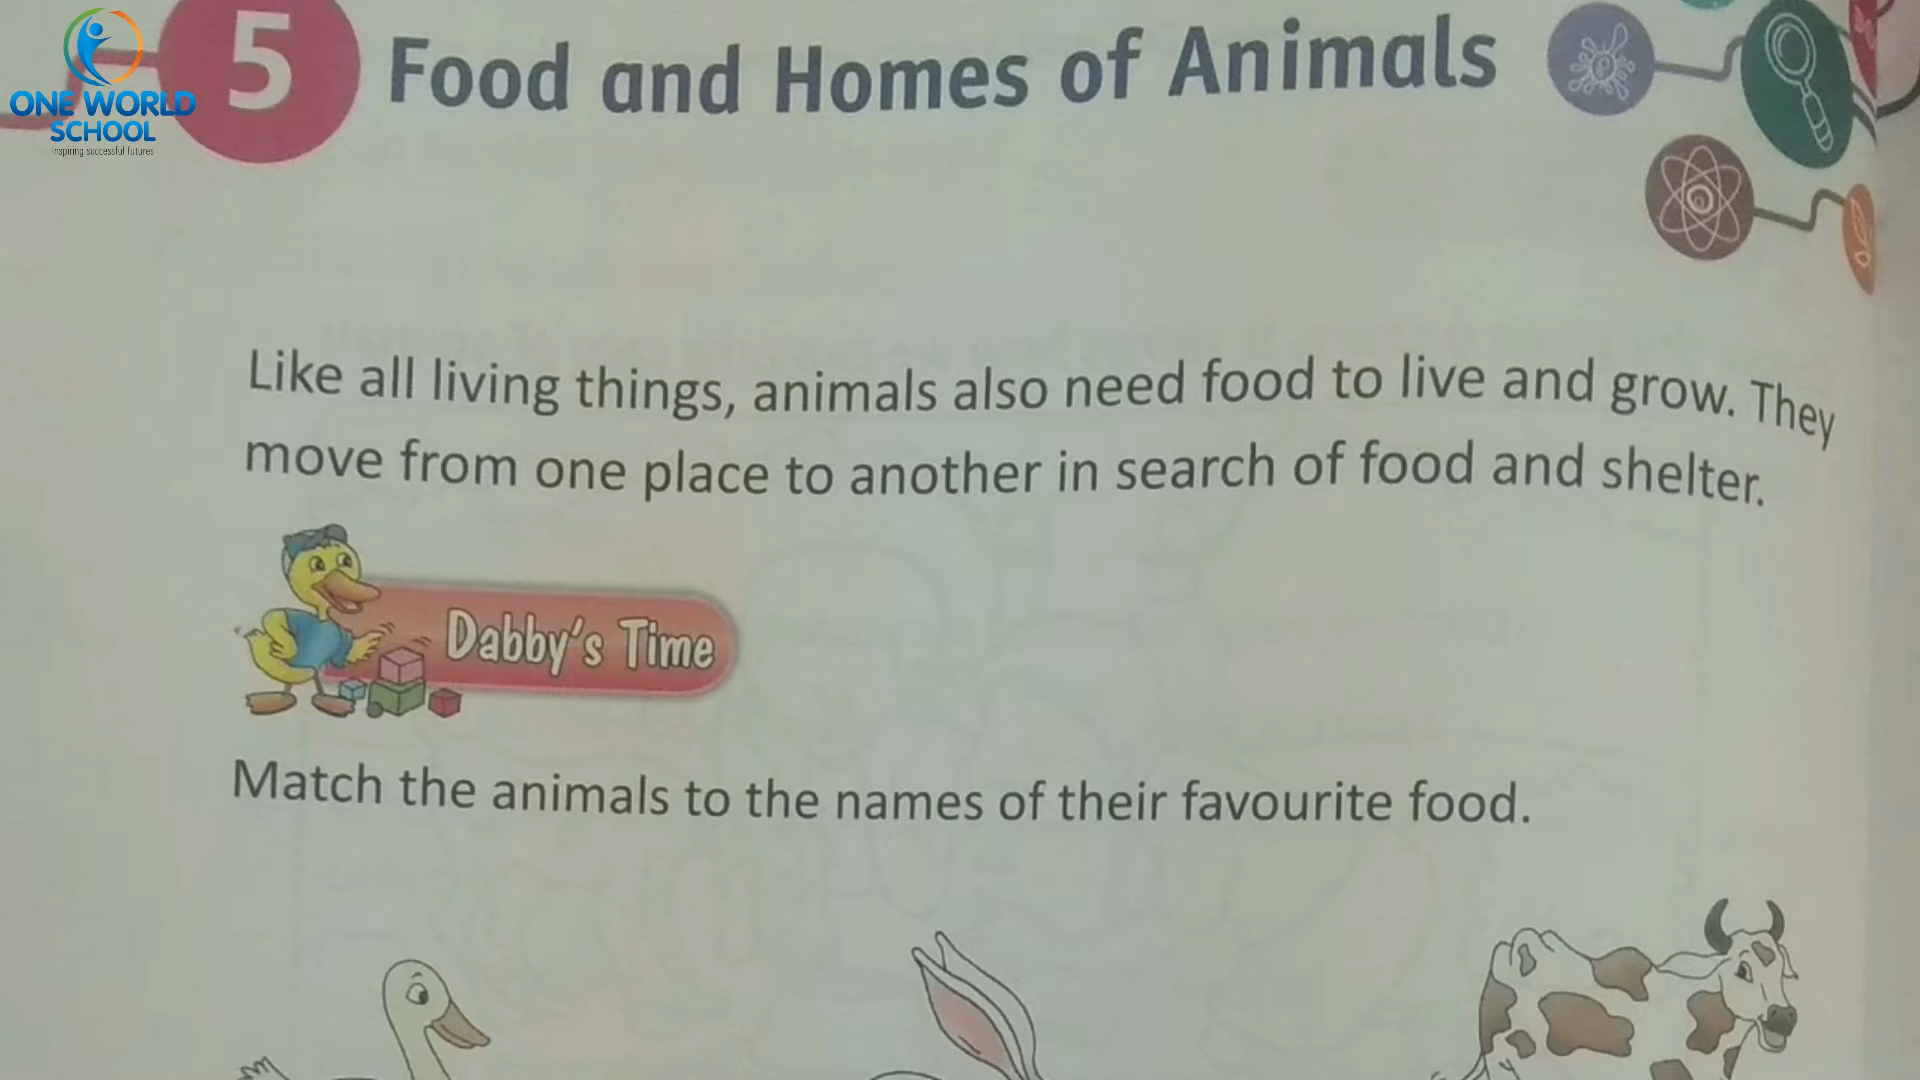 ONE WORLD
SCHOOL
Inspiring successful futures
5 Food and Homes of Animals
Like all living things, animals also need food to live and grow. They
move from one place to another in search of food and shelter.
Dabby's Time
Match the animals to the names of their favourite food.